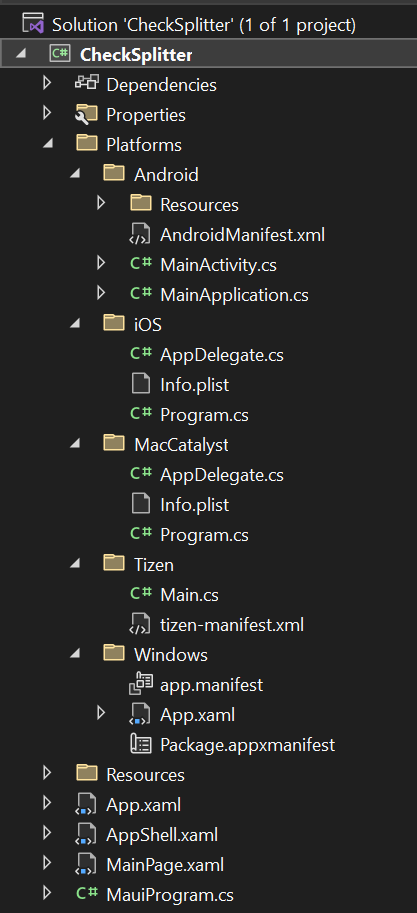 Solution 'CheckSplitter' (1 of 1 project)
C# CheckSplitter
Dependencies
Properties
Platforms
Android
Resources
AndroidManifest.xml
C# MainActivity.cs
C# MainApplication.cs
iOS
C# AppDelegate.cs
Info.plist
C# Program.cs
MacCatalyst
C# AppDelegate.cs
Info.plist
C# Program.cs
Tizen
C# Main.cs
tizen-manifest.xml
Windows
app.manifest
App.xaml
Package.appxmanifest
Resources
App.xaml
AppShell.xaml
MainPage.xaml
C# MauiProgram.cs